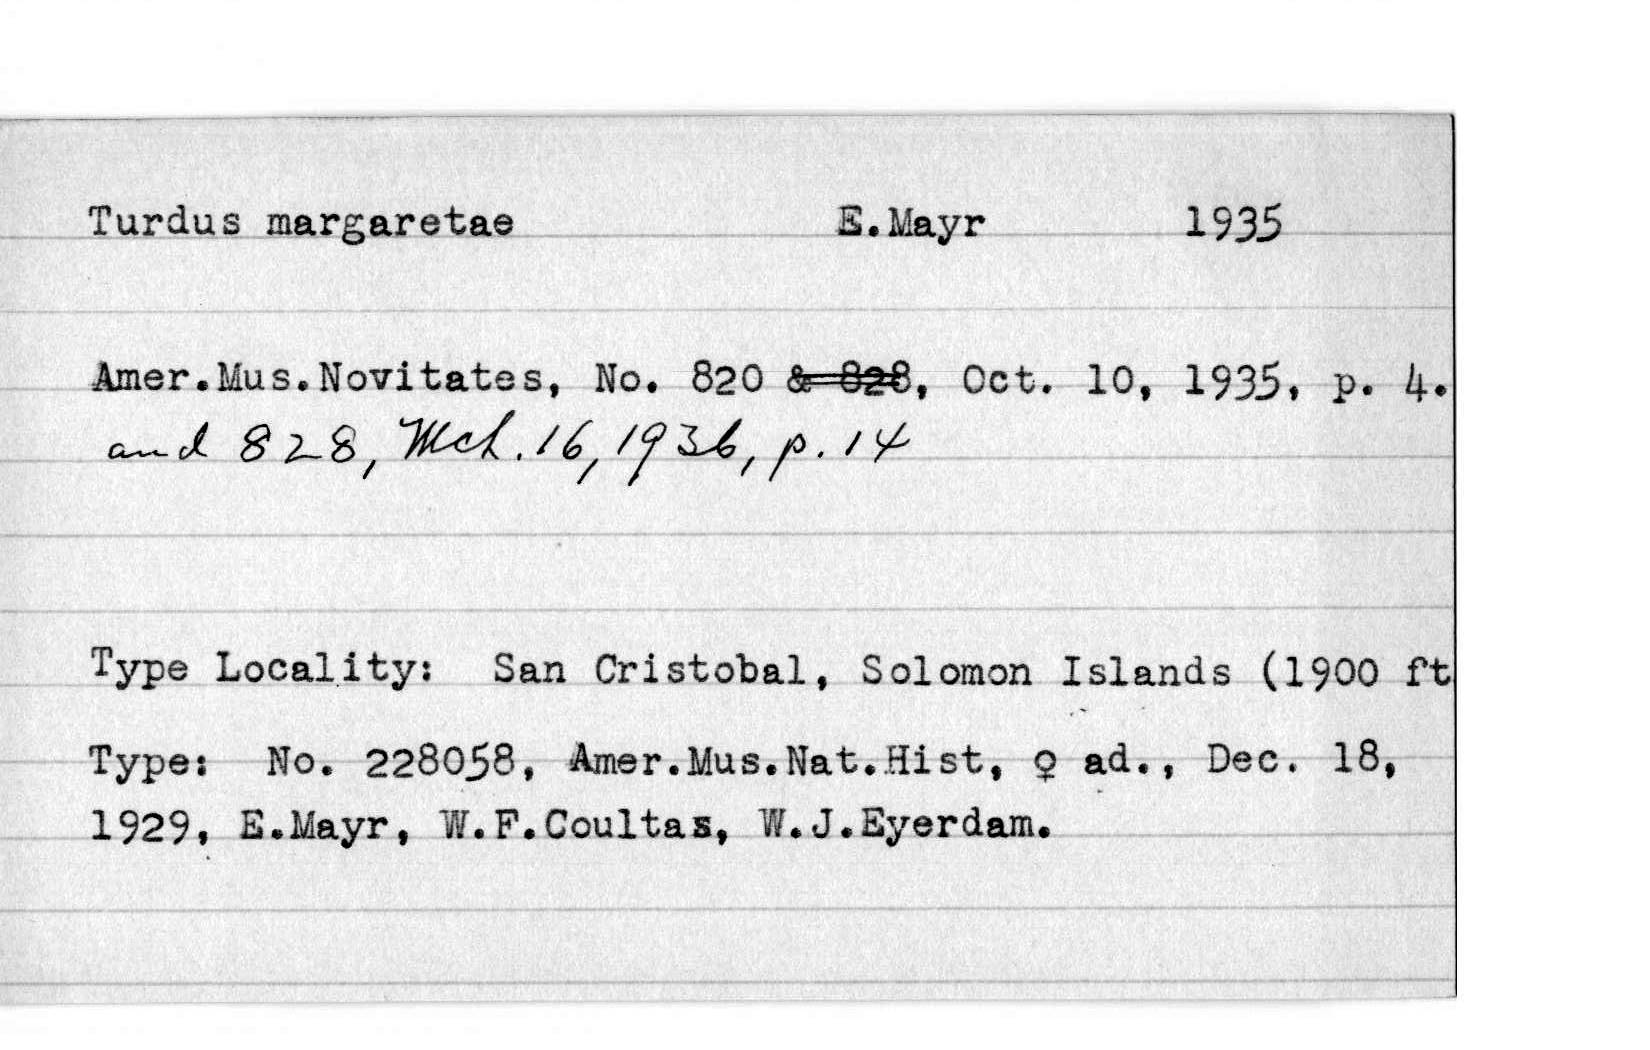 Turdus margaretae E.Mayr 1935
Amer.Mus.Novitates, No. 820 & 828, Oct. 10, 1935, p. 4.
and 828, Mch. 16, 1936, p. 14
Type Locality: San Cristobal, Solomon Islands (1900 ft
Type: No. 228058, Amer.Mus.Nat.Hist, ♀ ad., Dec. 18,
1929, E.Mayr, W.F.Coultas, W.J.Eyerdam.